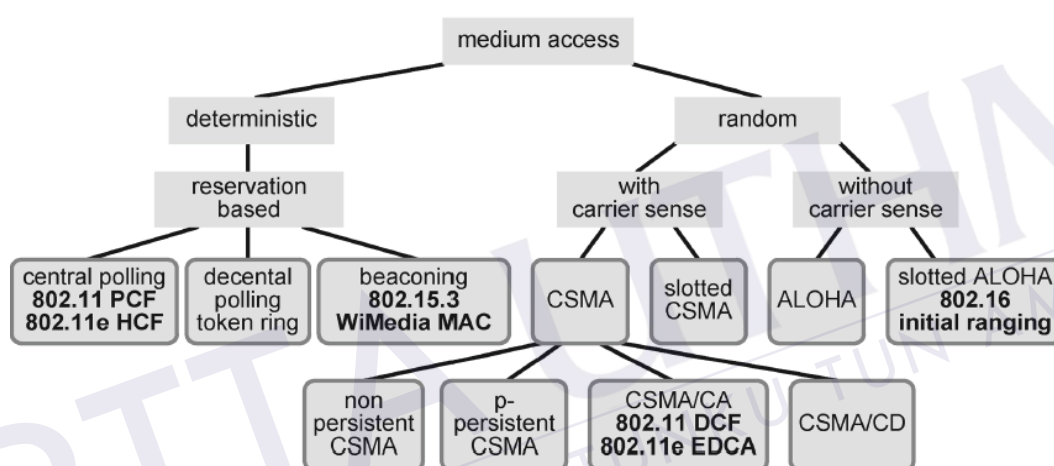 medium access
deterministic
random
reservation
based
with
carrier sense
without
carrier sense
central polling
802.11 PCF
802.11e HCF
decental
polling
token ring
beaconing
802.15.3
WiMedia MAC
CSMA
slotted
CSMA
ALOHA
slotted ALOHA
802.16
initial ranging
non
persistent
CSMA
p-
persistent
CSMA
CSMA/CA
802.11 DCF
802.11e EDCA
CSMA/CD